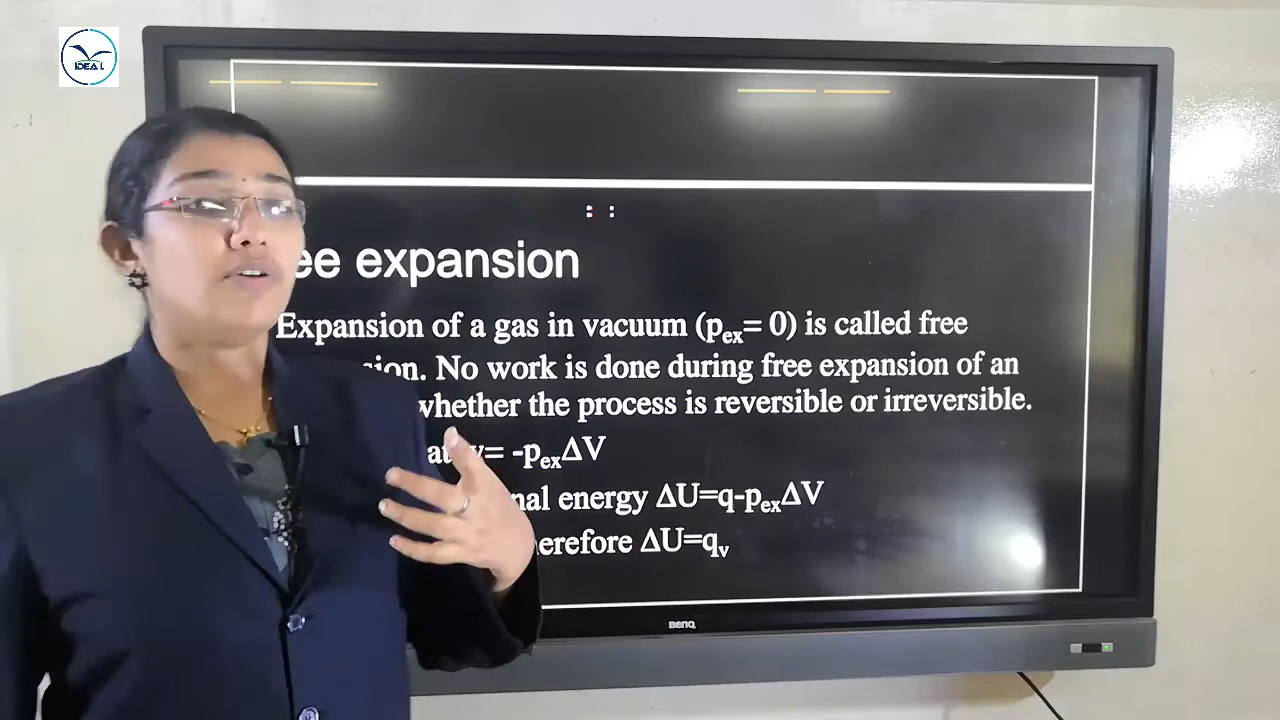 IDEAL
ee expansion
Expansion of a gas in vacuum (pₑₓ= 0) is called free
sion. No work is done during free expansion of an
whether the process is reversible or irreversible.
at w= -pₑₓΔV
nal energy ΔU=q-pₑₓΔV
erefore ΔU=qᵥ
BenQ